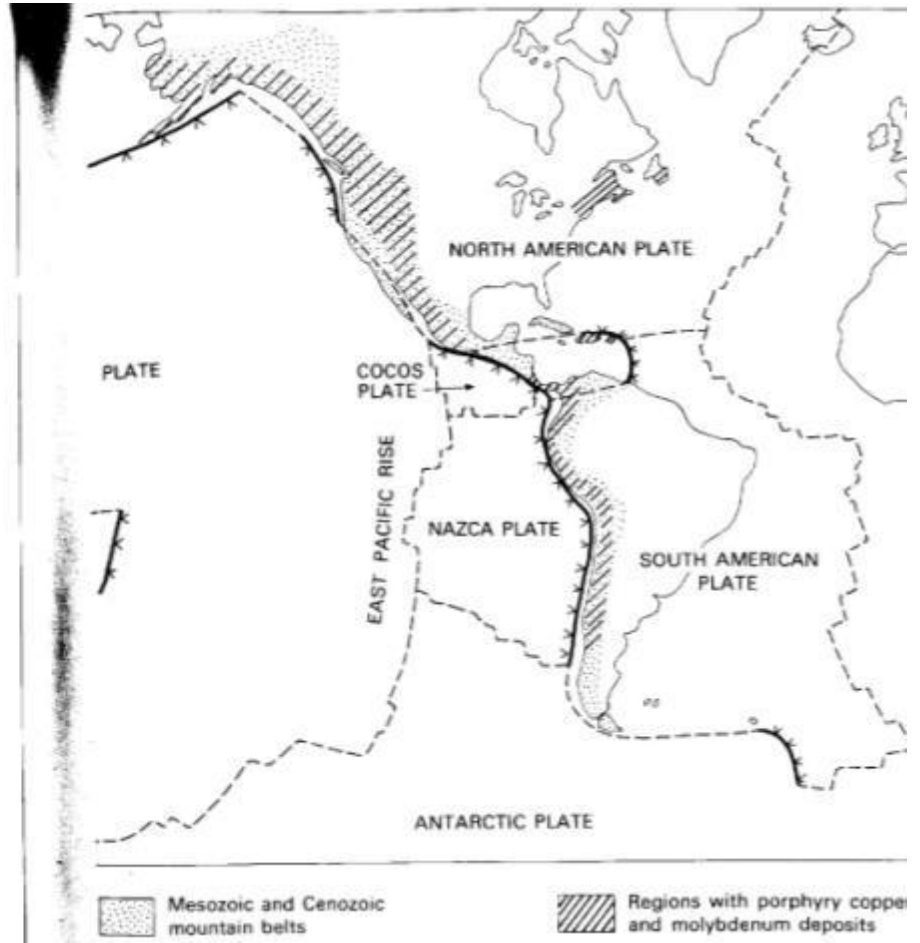 NORTH AMERICAN PLATE
PLATE
COCOS
PLATE
EAST PACIFIC RISE
NAZCA PLATE
SOUTH AMERICAN
PLATE
ANTARCTIC PLATE
Mesozoic and Cenozoic
mountain belts
Regions with porphyry copper
and molybdenum deposits